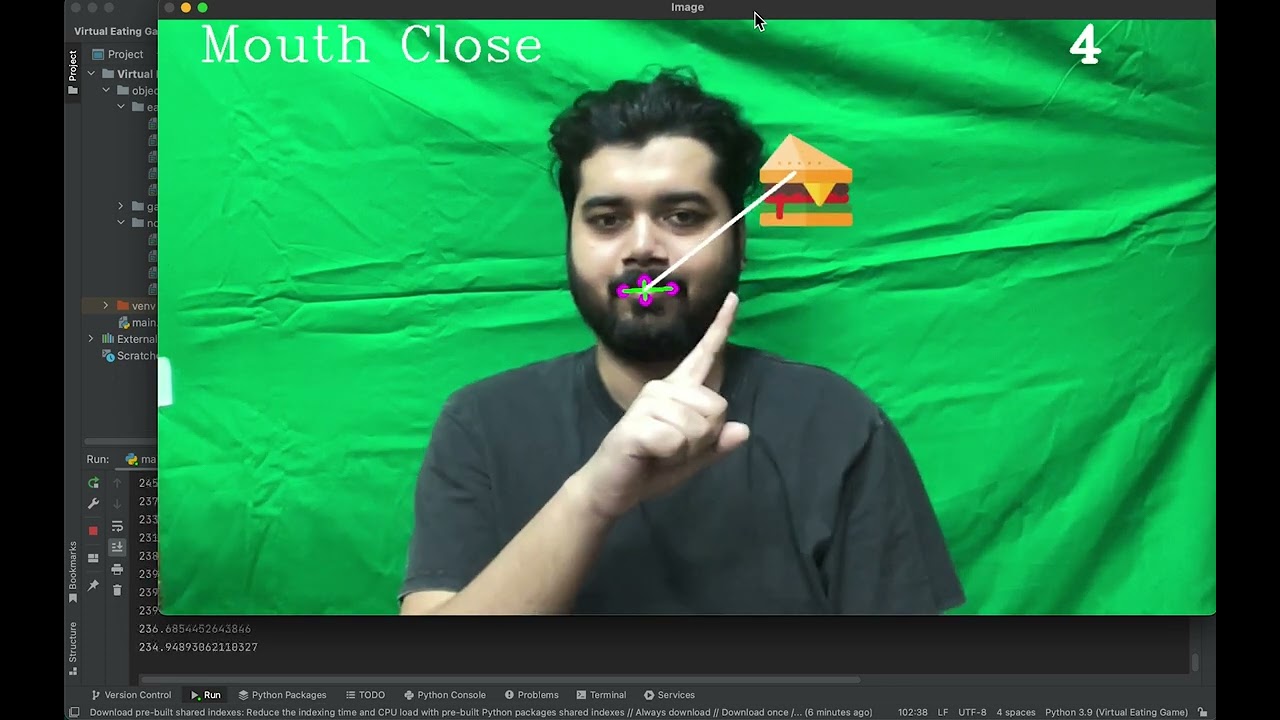 Image
Virtual Eating Ga
Mouth Close
4
Project
Project
Virtual
objec
ea
ga
no
venv
main.
External
Scratche
Run:
ma
245
237
233
231
238
239
239
239
236.6854452643846
234.94893062110327
Bookmarks
Structure
Version Control
Run
Python Packages
TODO
Python Console
Problems
Terminal
Services
Download pre-built shared indexes: Reduce the indexing time and CPU load with pre-built Python packages shared indexes // Always download // Download once /... (6 minutes ago)
102:38 LF UTF-8 4 spaces Python 3.9 (Virtual Eating Game)